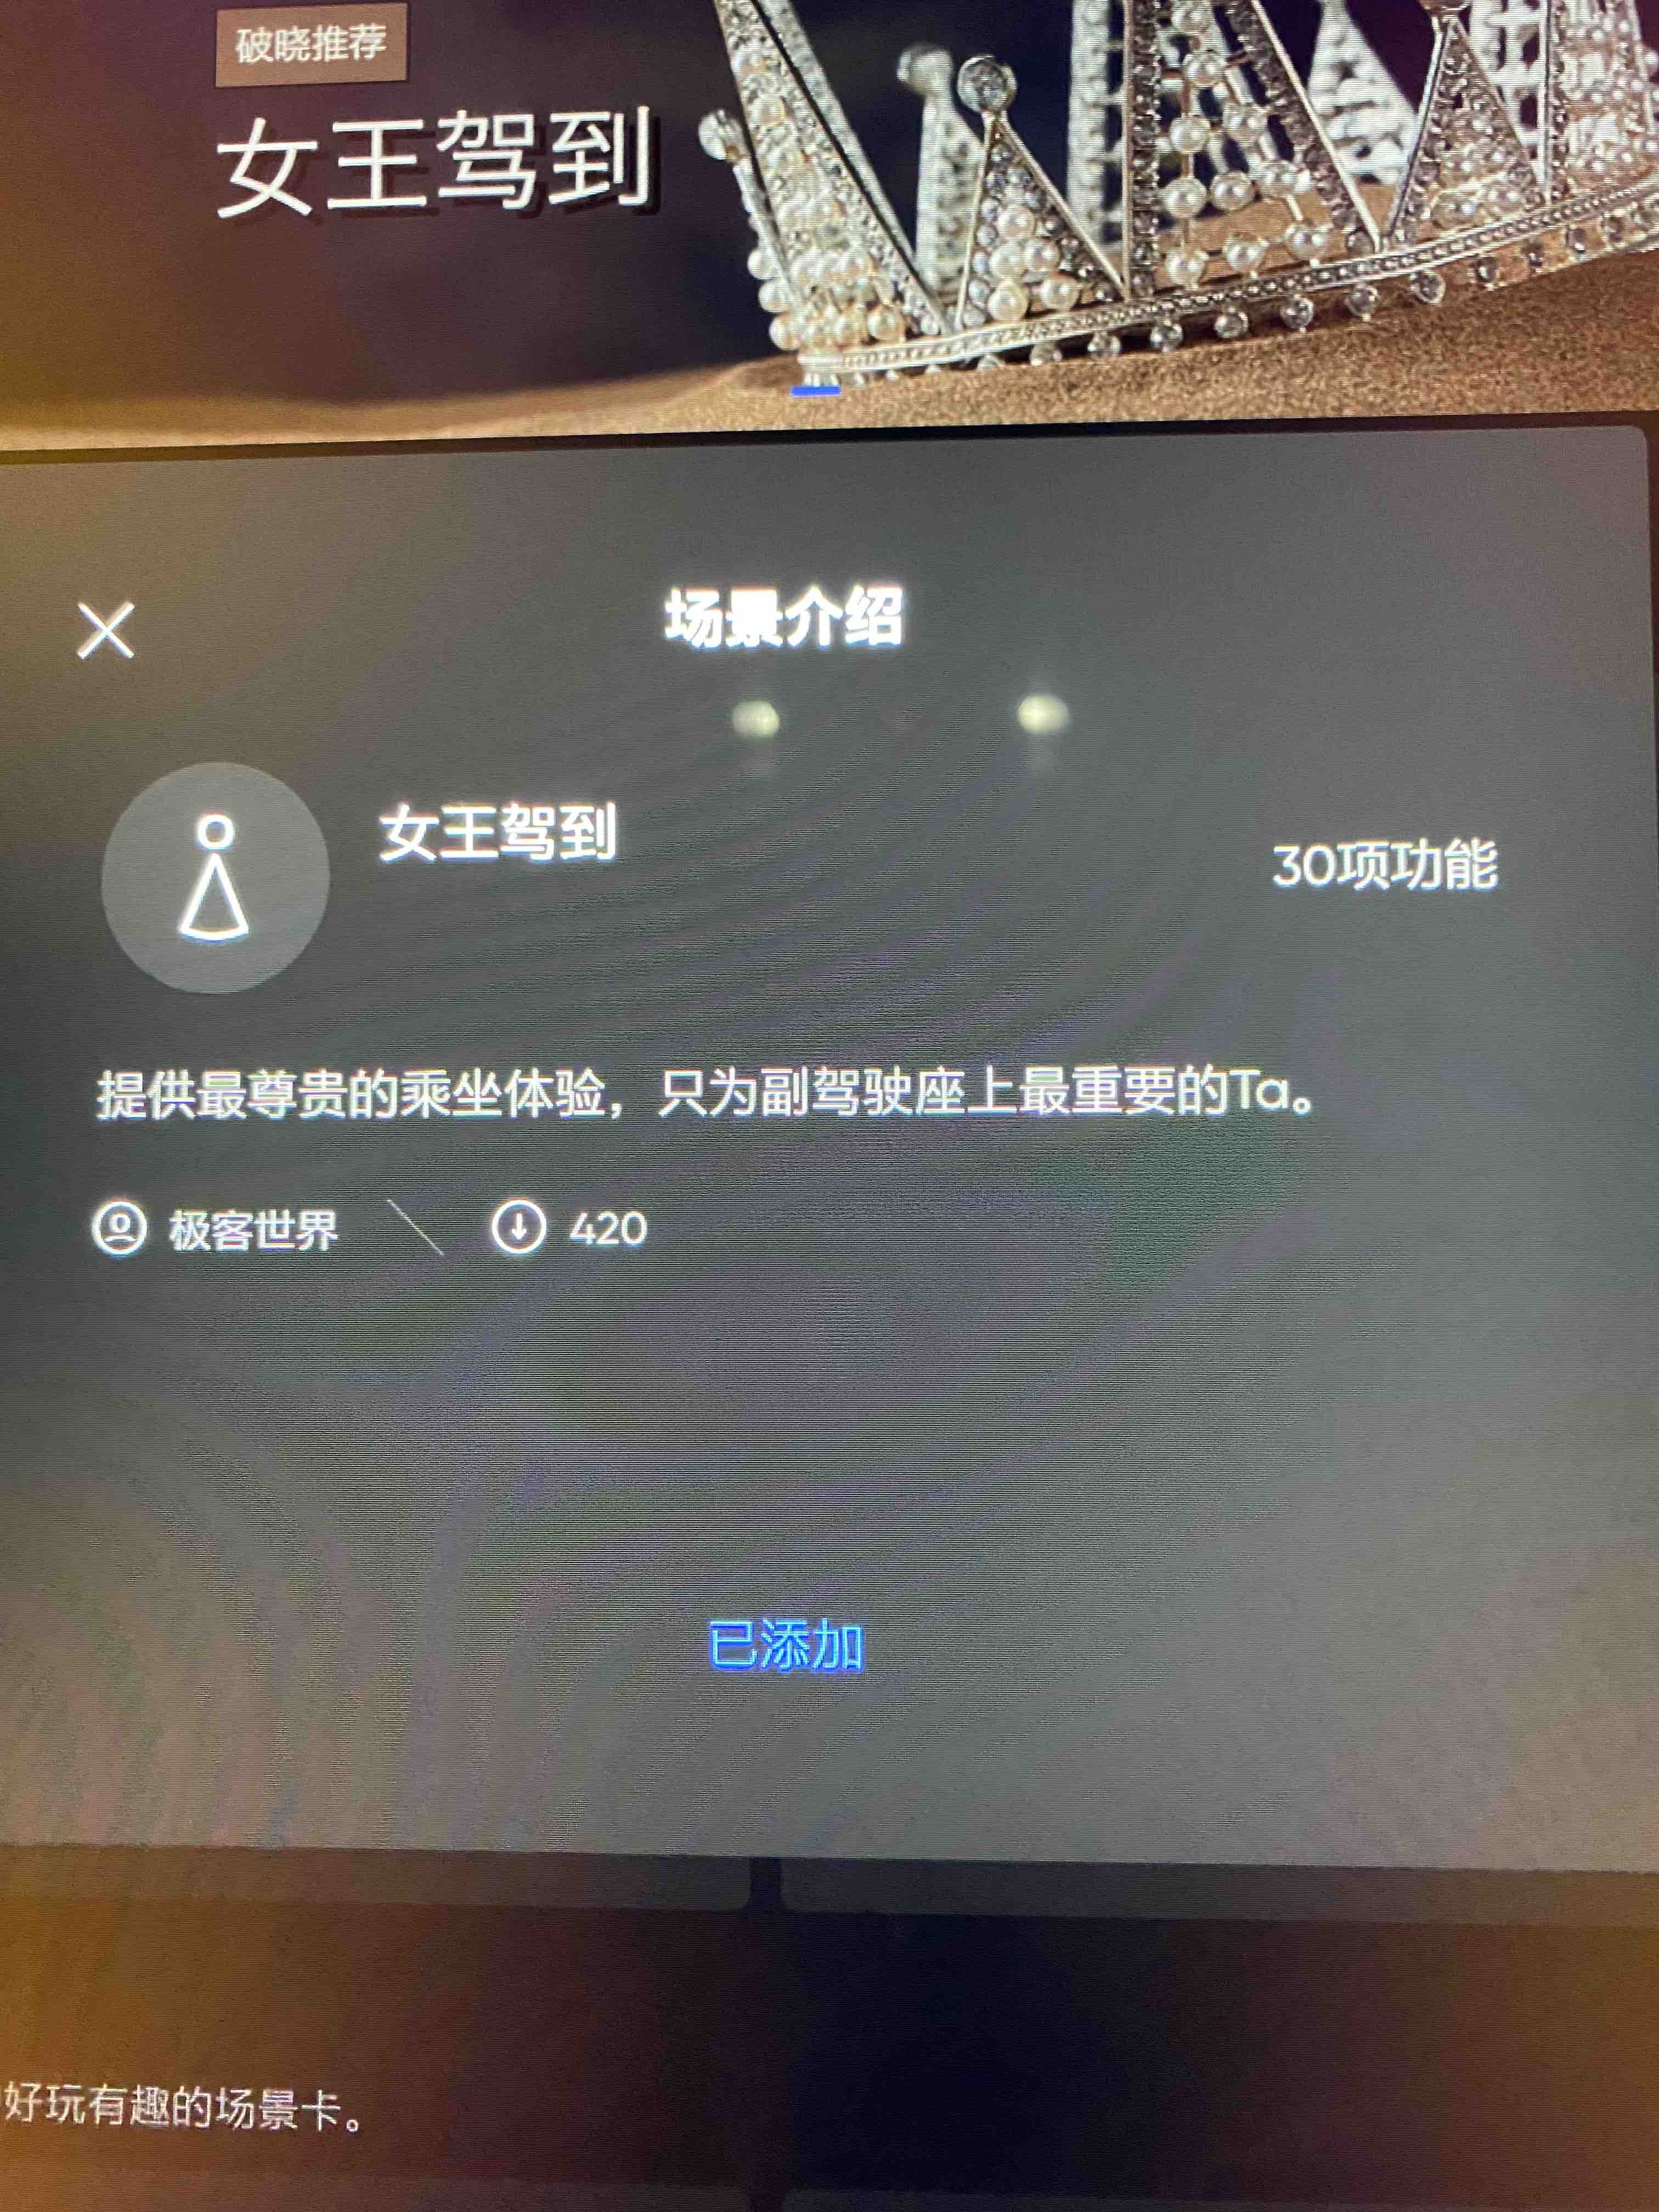 破晓推荐
女王驾到
场景介绍
女王驾到
30项功能
提供最尊贵的乘坐体验，只为副驾驶座上最重要的Ta。
极客世界
420
已添加
好玩有趣的场景卡。